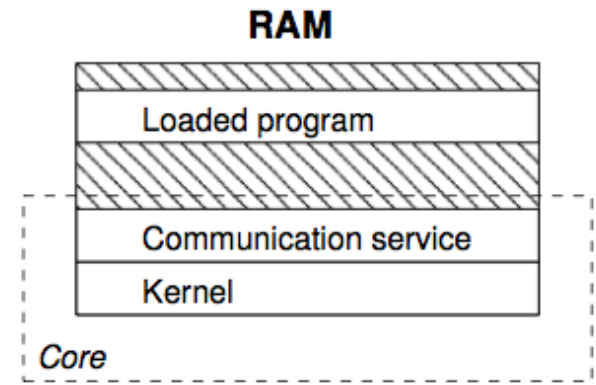 RAM
Loaded program
Communication service
Kernel
Core